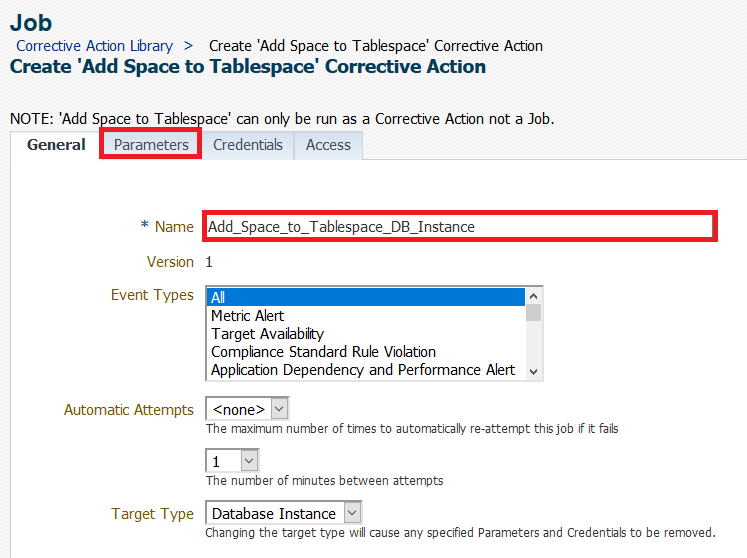 Job
Corrective Action Library > Create 'Add Space to Tablespace' Corrective Action
Create 'Add Space to Tablespace' Corrective Action
NOTE: 'Add Space to Tablespace' can only be run as a Corrective Action not a Job.
General Parameters Credentials Access
* Name Add_Space_to_Tablespace_DB_Instance
Version 1
Event Types All
Metric Alert
Target Availability
Compliance Standard Rule Violation
Application Dependency and Performance Alert
Automatic Attempts <none>
The maximum number of times to automatically re-attempt this job if it fails
1
The number of minutes between attempts
Target Type Database Instance
Changing the target type will cause any specified Parameters and Credentials to be removed.